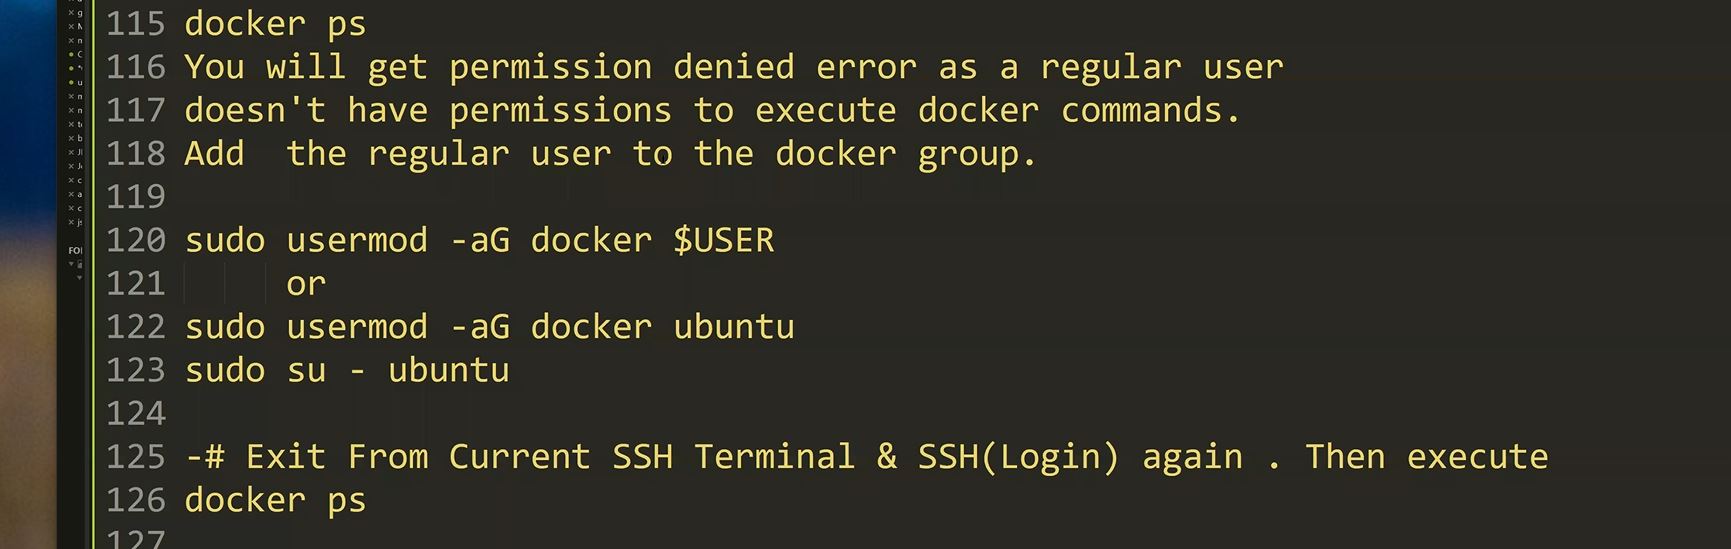 115 docker ps
116 You will get permission denied error as a regular user
117 doesn't have permissions to execute docker commands.
118 Add  the regular user to the docker group.
119
120 sudo usermod -aG docker $USER
121      or
122 sudo usermod -aG docker ubuntu
123 sudo su - ubuntu
124
125 -# Exit From Current SSH Terminal & SSH(Login) again . Then execute
126 docker ps
127